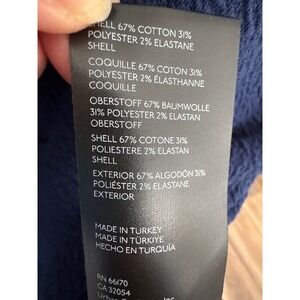 SHELL 67% COTTON 31%
POLYESTER 2% ELASTANE
SHELL
COQUILLE 67% COTON 31%
POLYESTER 2% ÉLASTHANNE
COQUILLE
OBERSTOFF 67% BAUMWOLLE
31% POLYESTER 2% ELASTAN
OBERSTOFF
SHELL 67% COTONE 31%
POLIESTERE 2% ELASTAN
SHELL
EXTERIOR 67% ALGODÓN 31%
POLIÉSTER 2% ELASTANE
EXTERIOR
MADE IN TURKEY
MADE IN TÜRKIYE
HECHO EN TURQUÍA
RN 66170
CA 32054